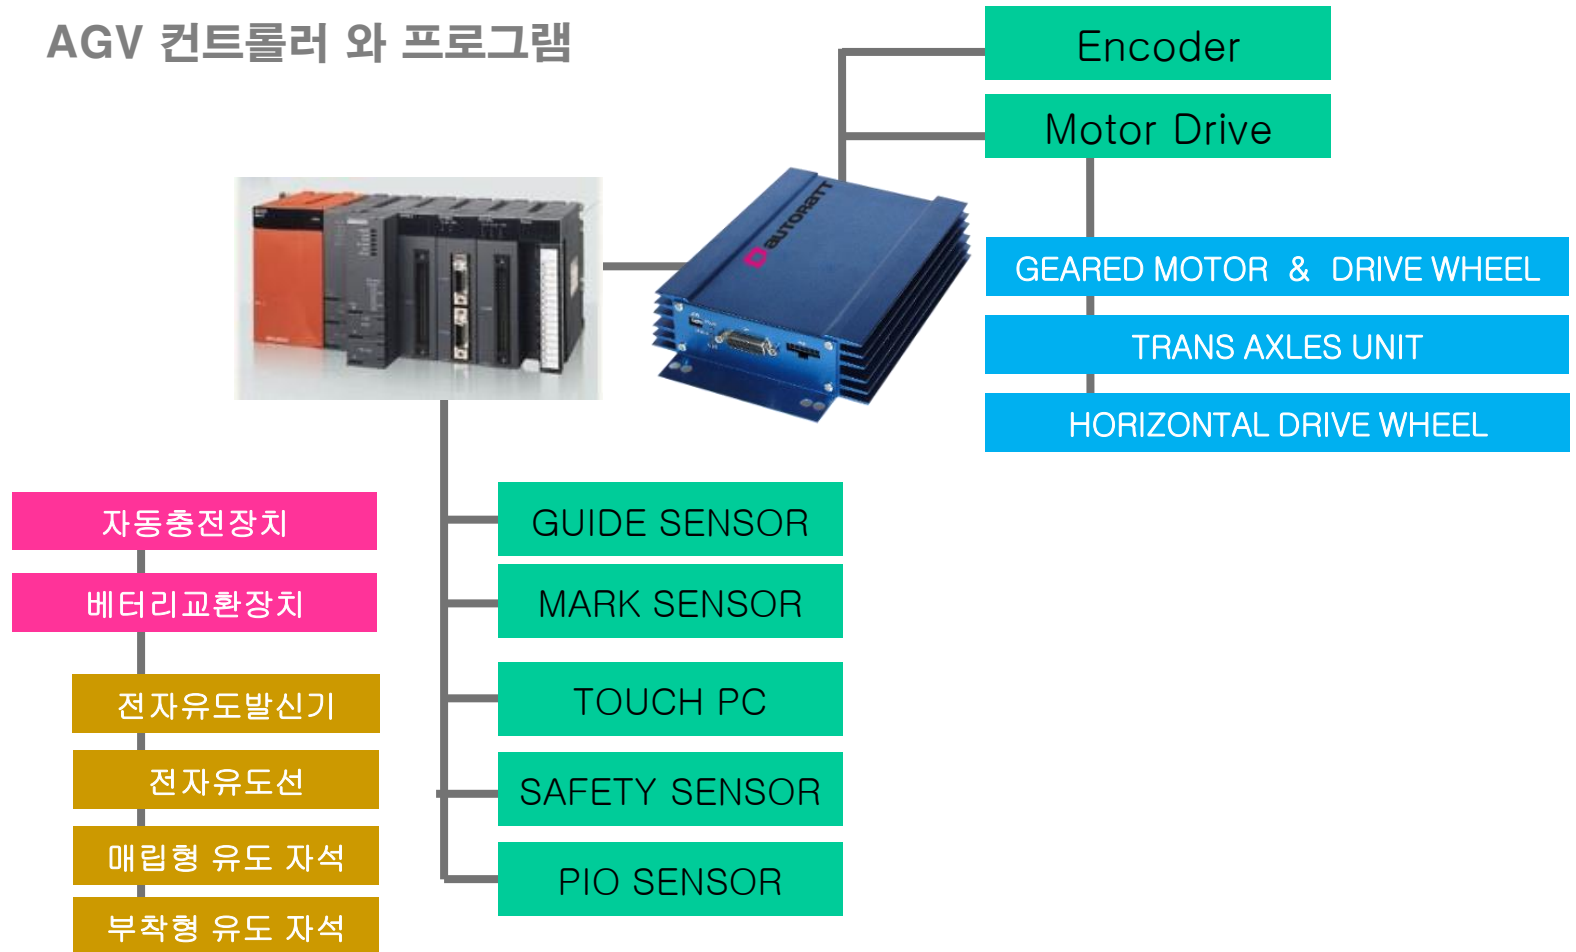 AGV 컨트롤러 와 프로그램
Encoder
Motor Drive
autoratt
GEARED MOTOR & DRIVE WHEEL
TRANS AXLES UNIT
HORIZONTAL DRIVE WHEEL
자동충전장치
베터리교환장치
전자유도발신기
전자유도선
매립형 유도 자석
부착형 유도 자석
GUIDE SENSOR
MARK SENSOR
TOUCH PC
SAFETY SENSOR
PIO SENSOR